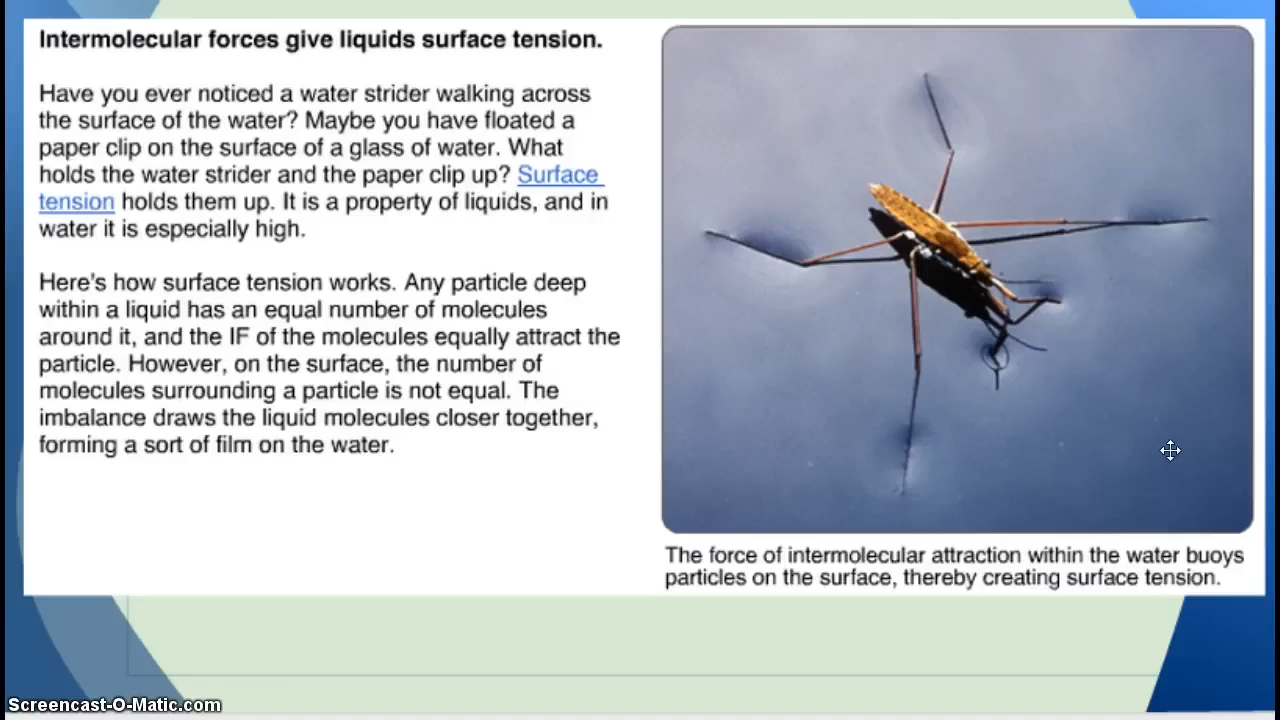 Intermolecular forces give liquids surface tension.
Have you ever noticed a water strider walking across
the surface of the water? Maybe you have floated a
paper clip on the surface of a glass of water. What
holds the water strider and the paper clip up? Surface
tension holds them up. It is a property of liquids, and in
water it is especially high.
Here's how surface tension works. Any particle deep
within a liquid has an equal number of molecules
around it, and the IF of the molecules equally attract the
particle. However, on the surface, the number of
molecules surrounding a particle is not equal. The
imbalance draws the liquid molecules closer together,
forming a sort of film on the water.
The force of intermolecular attraction within the water buoys
particles on the surface, thereby creating surface tension.
Screencast-O-Matic.com